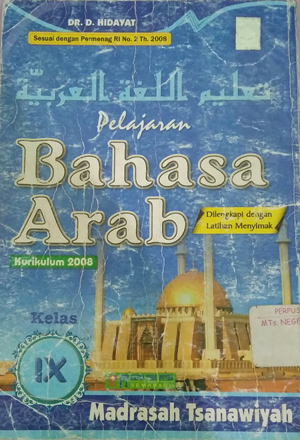 DR. D. HIDAYAT
Sesuai dengan Permenag RI No. 2 Th. 2008
تعليم اللغة العربيّة
Pelajaran
Bahasa
Arab
Dilengkapi dengan
Latihan Menyimak
Kurikulum 2008
PERPUS
MTs. NEGE
Kelas
IX
Madrasah Tsanawiyah